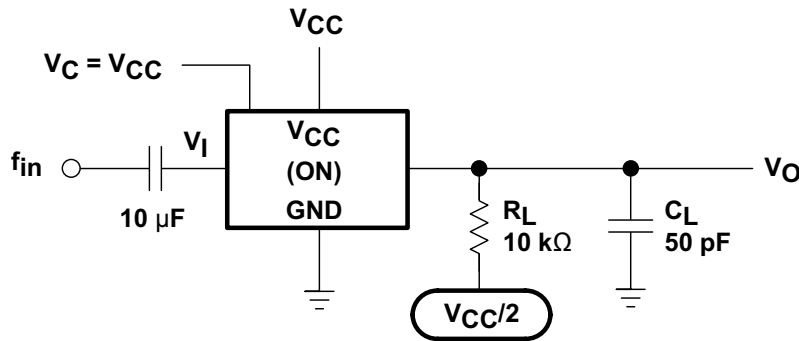 VCC
VC = VCC
fin
VI
10 µF
VCC
(ON)
GND
RL
10 kΩ
VCC/2
CL
50 pF
VO